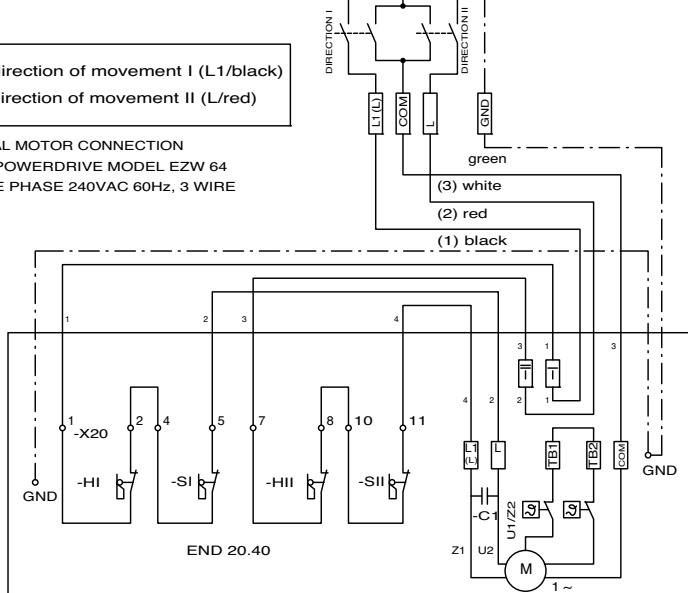 DIRECTION I
DIRECTION II
direction of movement I (L1/black)
direction of movement II (L/red)
L1 (L)
COM
L
GND
AL MOTOR CONNECTION
POWERDRIVE MODEL EZW 64
E PHASE 240VAC 60Hz, 3 WIRE
green
(3) white
(2) red
(1) black
1
2
3
4
3
1
3
II
I
4
2
2
1
1
2
4
5
7
8
10
11
-X20
L1 (L)
L
TB1
TB2
COM
GND
-HI
-SI
-HII
-SII
GND
-C1
U1/Z2
END 20.40
Z1
U2
M
1 ~